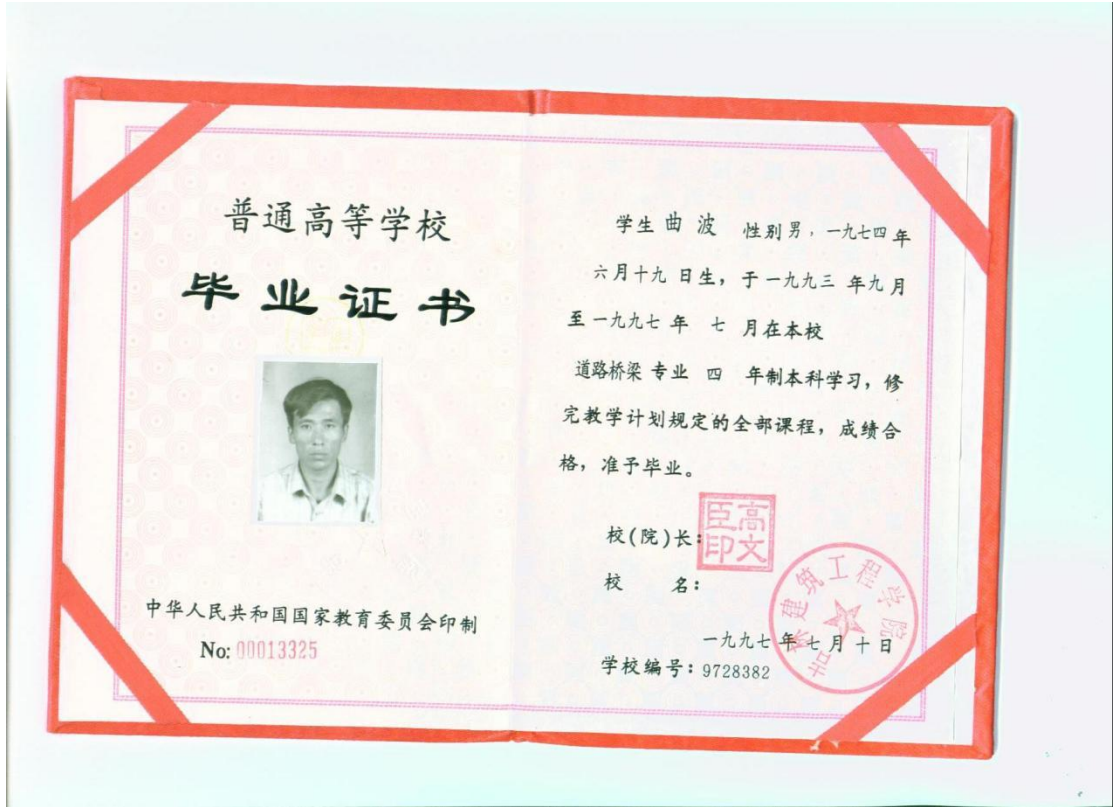 普通高等学校
毕业证书
中华人民共和国国家教育委员会印制
No: 00013325
学生 曲 波 性别 男，一九七四 年
六月十九 日生，于 一九九三 年九 月
至 一九九七 年 七 月在本校
道路桥梁 专业 四 年制本科学习，修
完教学计划规定的全部课程，成绩合
格，准予毕业。
校(院)长：
高文臣印
校 名：
吉林建筑工程学院
一九九七 年 七 月 十 日
学校编号：9728382